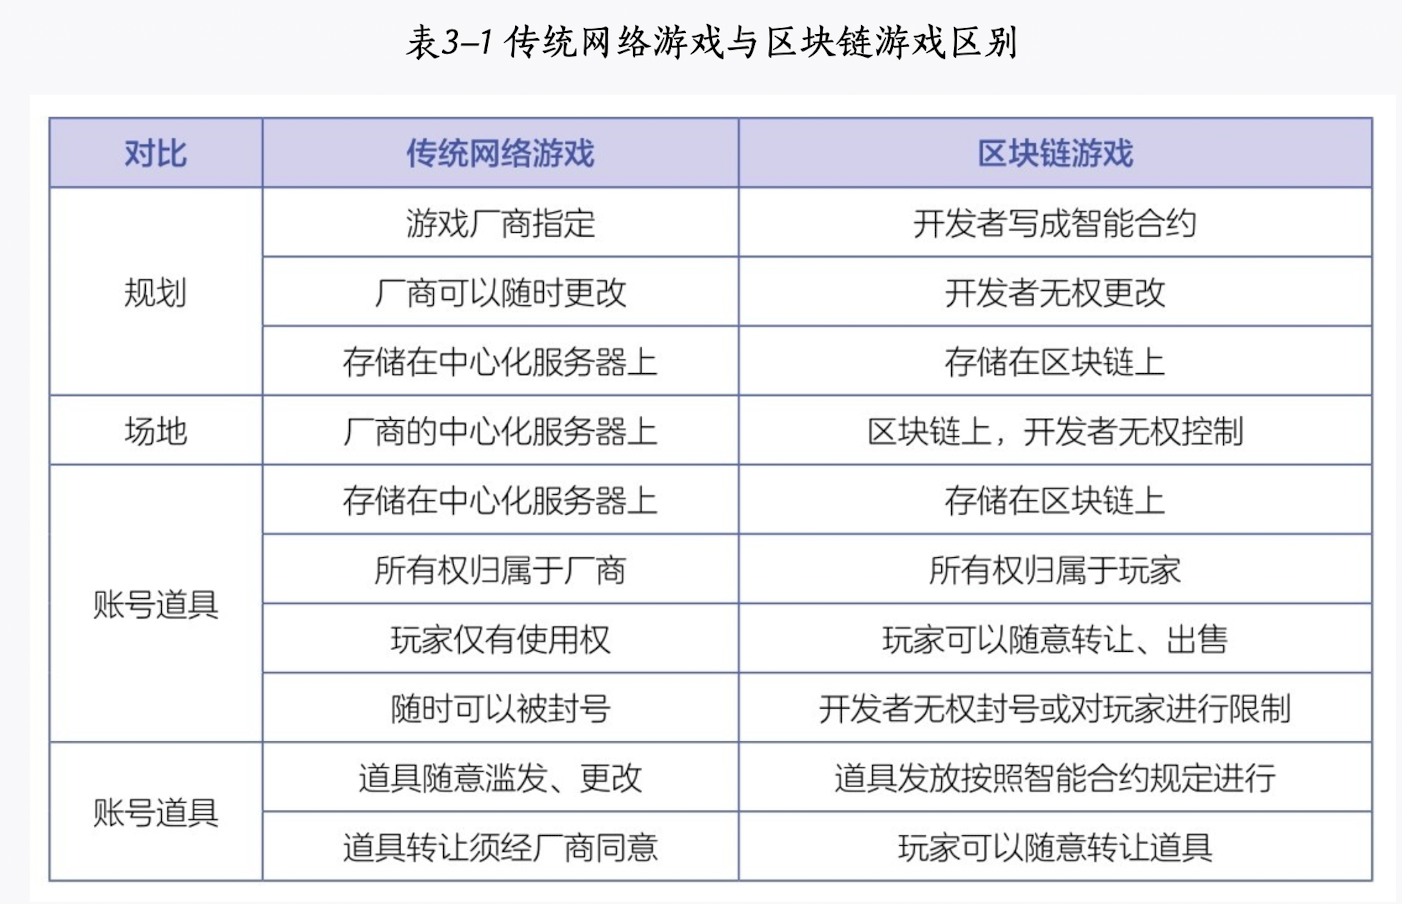 表3-1 传统网络游戏与区块链游戏区别
对比 传统网络游戏 区块链游戏
规划
游戏厂商指定 开发者写成智能合约
厂商可以随时更改 开发者无权更改
存储在中心化服务器上 存储在区块链上
场地 厂商的中心化服务器上 区块链上，开发者无权控制
账号道具
存储在中心化服务器上 存储在区块链上
所有权归属于厂商 所有权归属于玩家
玩家仅有使用权 玩家可以随意转让、出售
随时可以被封号 开发者无权封号或对玩家进行限制
账号道具
道具随意滥发、更改 道具发放按照智能合约规定进行
道具转让须经厂商同意 玩家可以随意转让道具